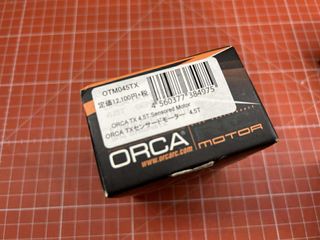 OTM045TX
定価12,100円+税
4 560377 384075
ORCA TX 4.5T Sensored Motor
ORCA TXセンサードモーター 4.5T
ORCA MOTOR
www.orcarc.com